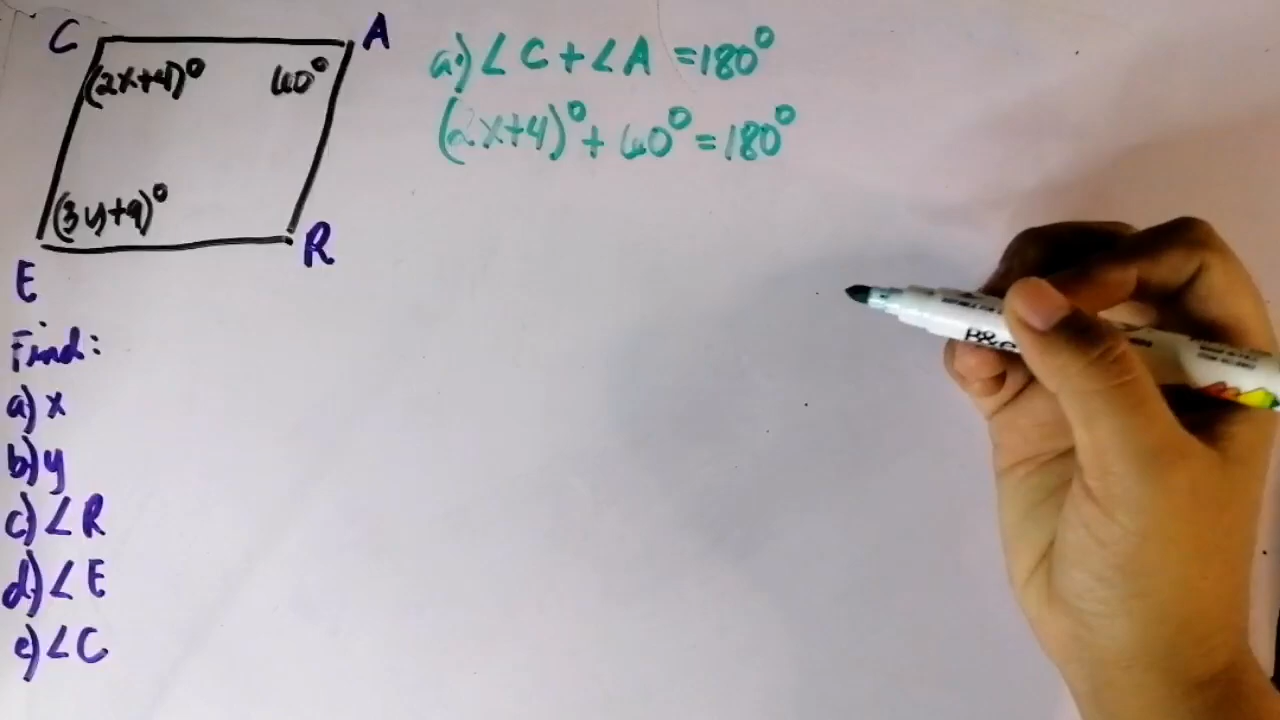 C
A
(2x+4)°
60°
(3y+9)°
R
E
a.) ∠C+∠A =180°
(2x+4)°+ 60°=180°
Find:
a) x
b) y
c) ∠R
d.) ∠E
e) ∠C